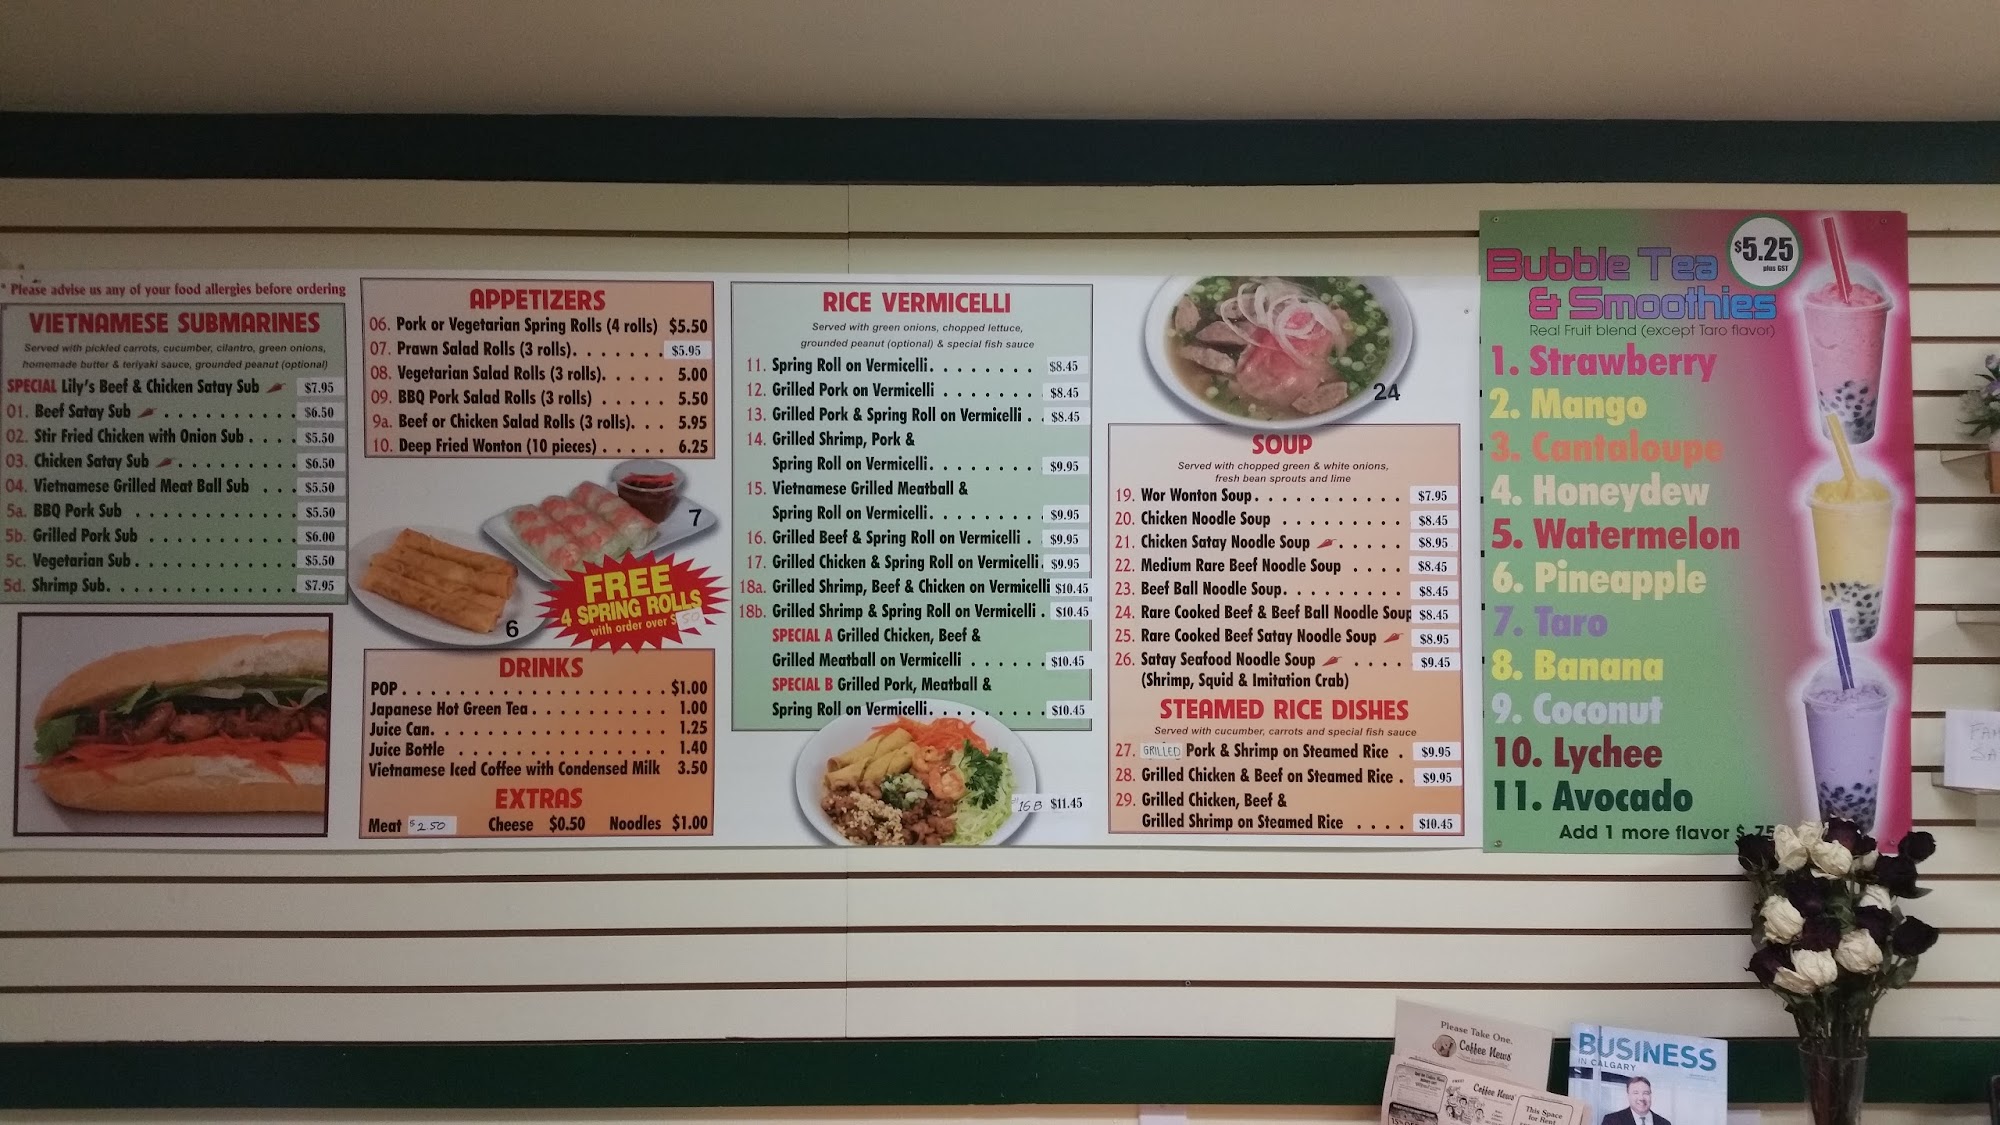 * Please advise us any of your food allergies before ordering
VIETNAMESE SUBMARINES
Served with pickled carrots, cucumber, cilantro, green onions,
homemade butter & teriyaki sauce, grounded peanut (optional)
SPECIAL Lily's Beef & Chicken Satay Sub $7.95
01. Beef Satay Sub . . . . . . . . . . $6.50
02. Stir Fried Chicken with Onion Sub . . . . $5.50
03. Chicken Satay Sub . . . . . . . . . $6.50
04. Vietnamese Grilled Meat Ball Sub . . . $5.50
5a. BBQ Pork Sub . . . . . . . . . . . . $5.50
5b. Grilled Pork Sub . . . . . . . . . . . $6.00
5c. Vegetarian Sub . . . . . . . . . . . . $5.50
5d. Shrimp Sub. . . . . . . . . . . . . . $7.95
APPETIZERS
06. Pork or Vegetarian Spring Rolls (4 rolls) $5.50
07. Prawn Salad Rolls (3 rolls). . . . . . . $5.95
08. Vegetarian Salad Rolls (3 rolls). . . . . 5.00
09. BBQ Pork Salad Rolls (3 rolls) . . . . . 5.50
9a. Beef or Chicken Salad Rolls (3 rolls). . . 5.95
10. Deep Fried Wonton (10 pieces) . . . . . 6.25
7
6
FREE
4 SPRING ROLLS
with order over $50
DRINKS
POP . . . . . . . . . . . . . . . . . . . $1.00
Japanese Hot Green Tea . . . . . . . . . . 1.00
Juice Can. . . . . . . . . . . . . . . . . 1.25
Juice Bottle . . . . . . . . . . . . . . . 1.40
Vietnamese Iced Coffee with Condensed Milk 3.50
EXTRAS
Meat $2.50 Cheese $0.50 Noodles $1.00
RICE VERMICELLI
Served with green onions, chopped lettuce,
grounded peanut (optional) & special fish sauce
11. Spring Roll on Vermicelli. . . . . . . . $8.45
12. Grilled Pork on Vermicelli . . . . . . . $8.45
13. Grilled Pork & Spring Roll on Vermicelli . $8.45
14. Grilled Shrimp, Pork &
Spring Roll on Vermicelli. . . . . . . . $9.95
15. Vietnamese Grilled Meatball &
Spring Roll on Vermicelli. . . . . . . . $9.95
16. Grilled Beef & Spring Roll on Vermicelli . $9.95
17. Grilled Chicken & Spring Roll on Vermicelli. $9.95
18a. Grilled Shrimp, Beef & Chicken on Vermicelli $10.45
18b. Grilled Shrimp & Spring Roll on Vermicelli . $10.45
SPECIAL A Grilled Chicken, Beef &
Grilled Meatball on Vermicelli . . . . . . $10.45
SPECIAL B Grilled Pork, Meatball &
Spring Roll on Vermicelli. . . . . . . . $10.45
16B $11.45
24
SOUP
Served with chopped green & white onions,
fresh bean sprouts and lime
19. Wor Wonton Soup. . . . . . . . . . . $7.95
20. Chicken Noodle Soup . . . . . . . . . $8.45
21. Chicken Satay Noodle Soup . . . . . $8.95
22. Medium Rare Beef Noodle Soup . . . . $8.45
23. Beef Ball Noodle Soup. . . . . . . . . $8.45
24. Rare Cooked Beef & Beef Ball Noodle Soup $8.45
25. Rare Cooked Beef Satay Noodle Soup $8.95
26. Satay Seafood Noodle Soup . . . . $9.45
(Shrimp, Squid & Imitation Crab)
STEAMED RICE DISHES
Served with cucumber, carrots and special fish sauce
27. GRILLED Pork & Shrimp on Steamed Rice . $9.95
28. Grilled Chicken & Beef on Steamed Rice . $9.95
29. Grilled Chicken, Beef &
Grilled Shrimp on Steamed Rice . . . . $10.45
Bubble Tea
& Smoothies
$5.25
plus GST
Real Fruit blend (except Taro flavor)
1. Strawberry
2. Mango
3. Cantaloupe
4. Honeydew
5. Watermelon
6. Pineapple
7. Taro
8. Banana
9. Coconut
10. Lychee
11. Avocado
Add 1 more flavor $.75
Please Take One.
Coffee News
Coffee News
This Space
for Rent
BUSINESS
IN CALGARY